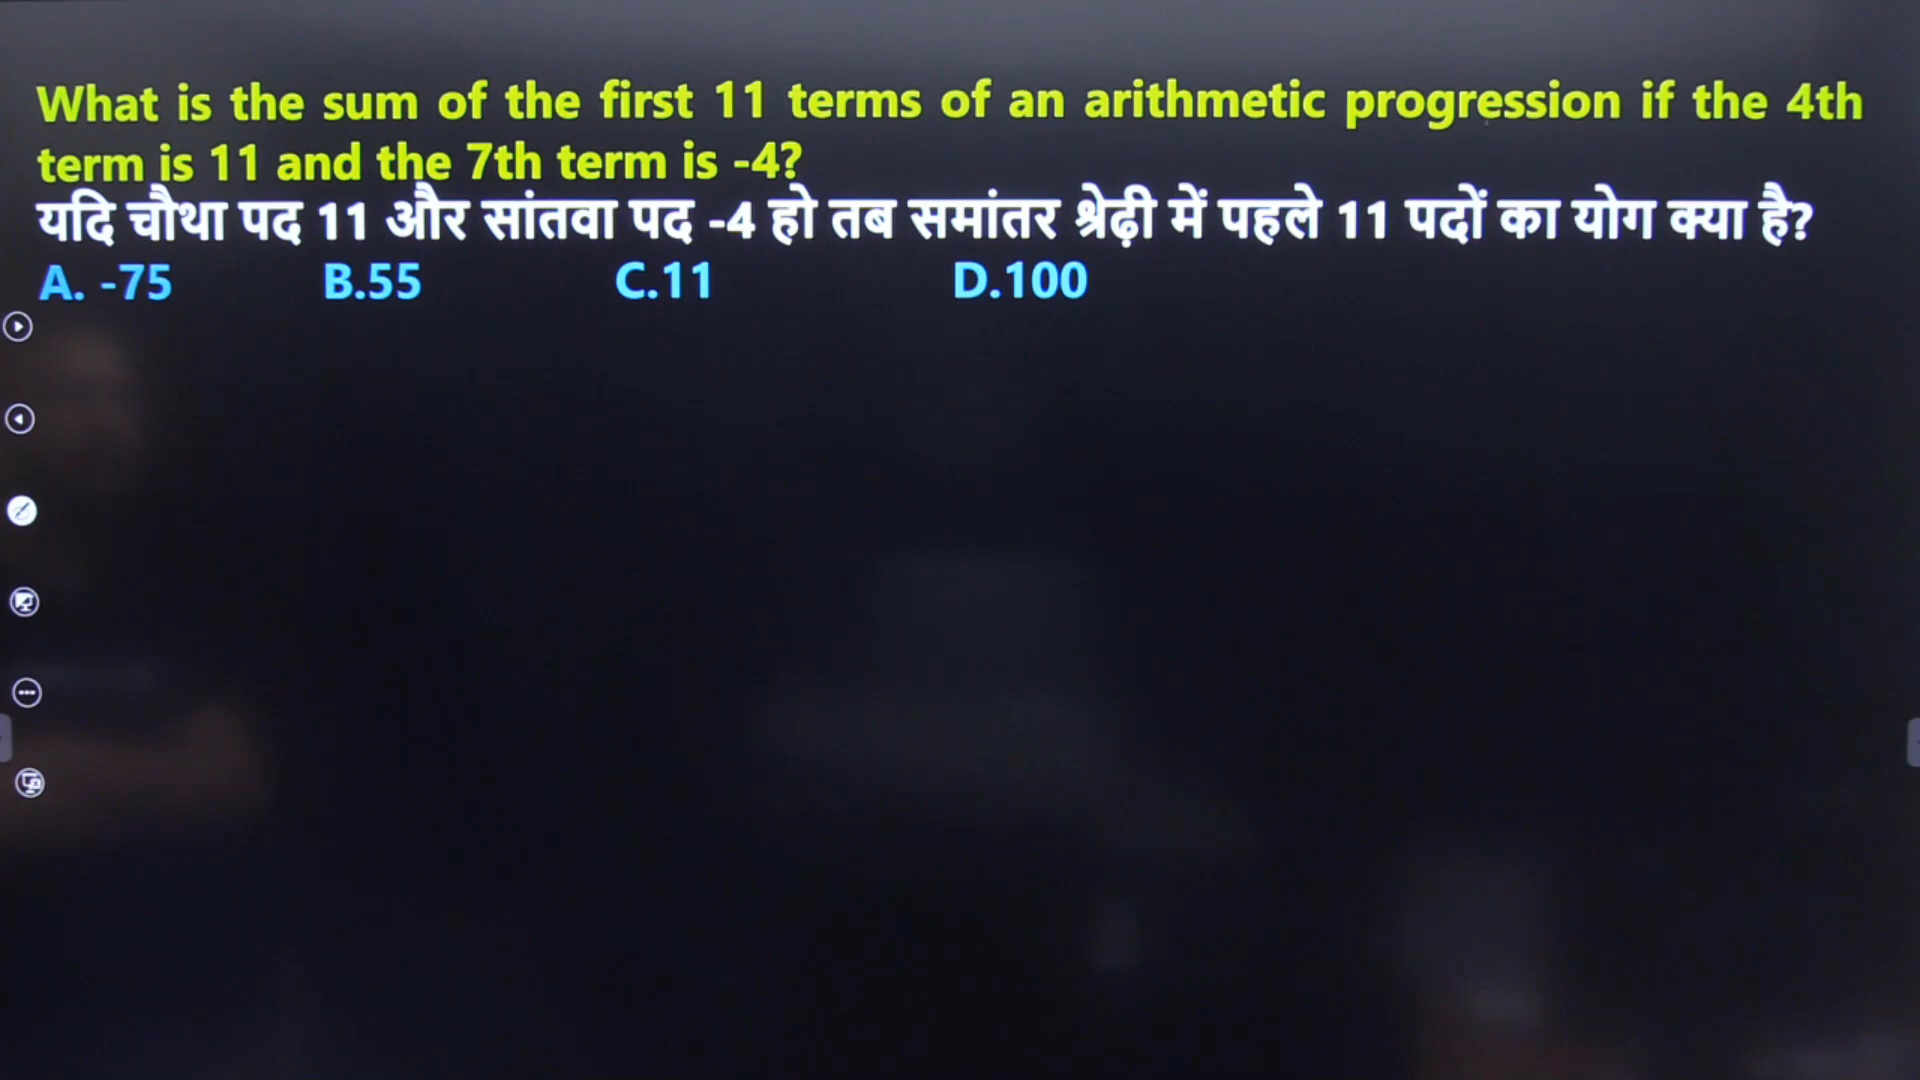 What is the sum of the first 11 terms of an arithmetic progression if the 4th
term is 11 and the 7th term is -4?
यदि चौथा पद 11 और सांतवा पद -4 हो तब समांतर श्रेढ़ी में पहले 11 पदों का योग क्या है?
A. -75 B.55 C.11 D.100